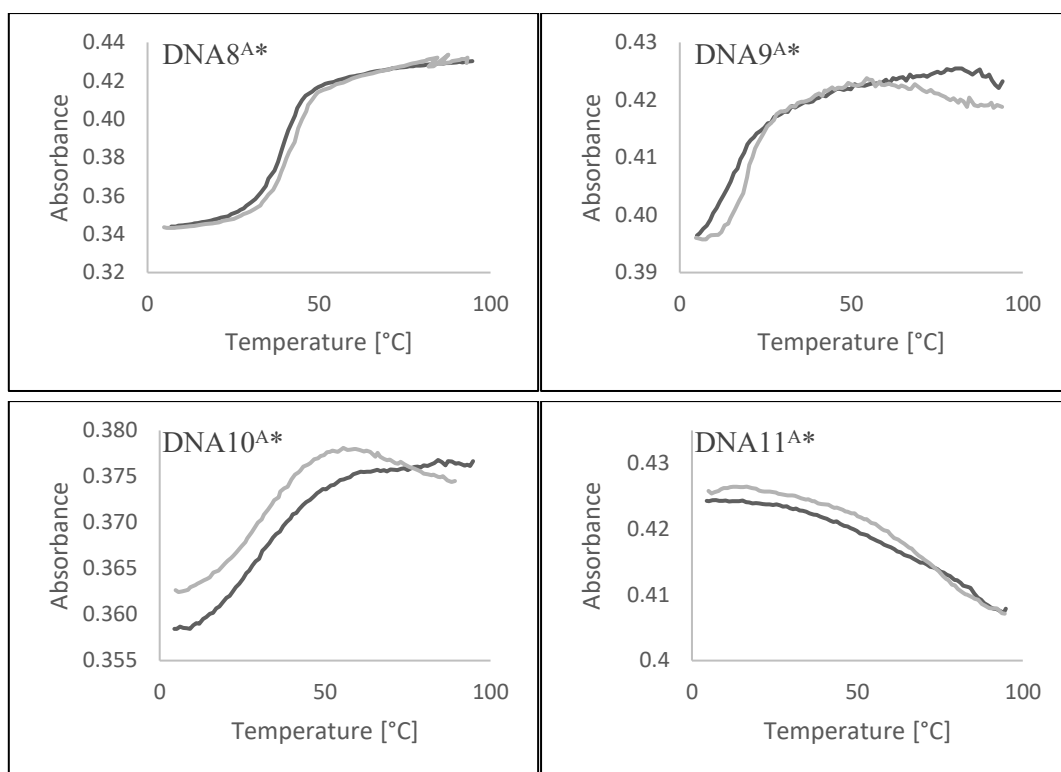 DNA8A*
Absorbance
0.44
0.42
0.40
0.38
0.36
0.34
0.32
0
50
100
Temperature [°C]
DNA9A*
Absorbance
0.43
0.42
0.41
0.40
0.39
0
50
100
Temperature [°C]
DNA10A*
Absorbance
0.380
0.375
0.370
0.365
0.360
0.355
0
50
100
Temperature [°C]
DNA11A*
Absorbance
0.43
0.42
0.41
0.4
0
50
100
Temperature [°C]